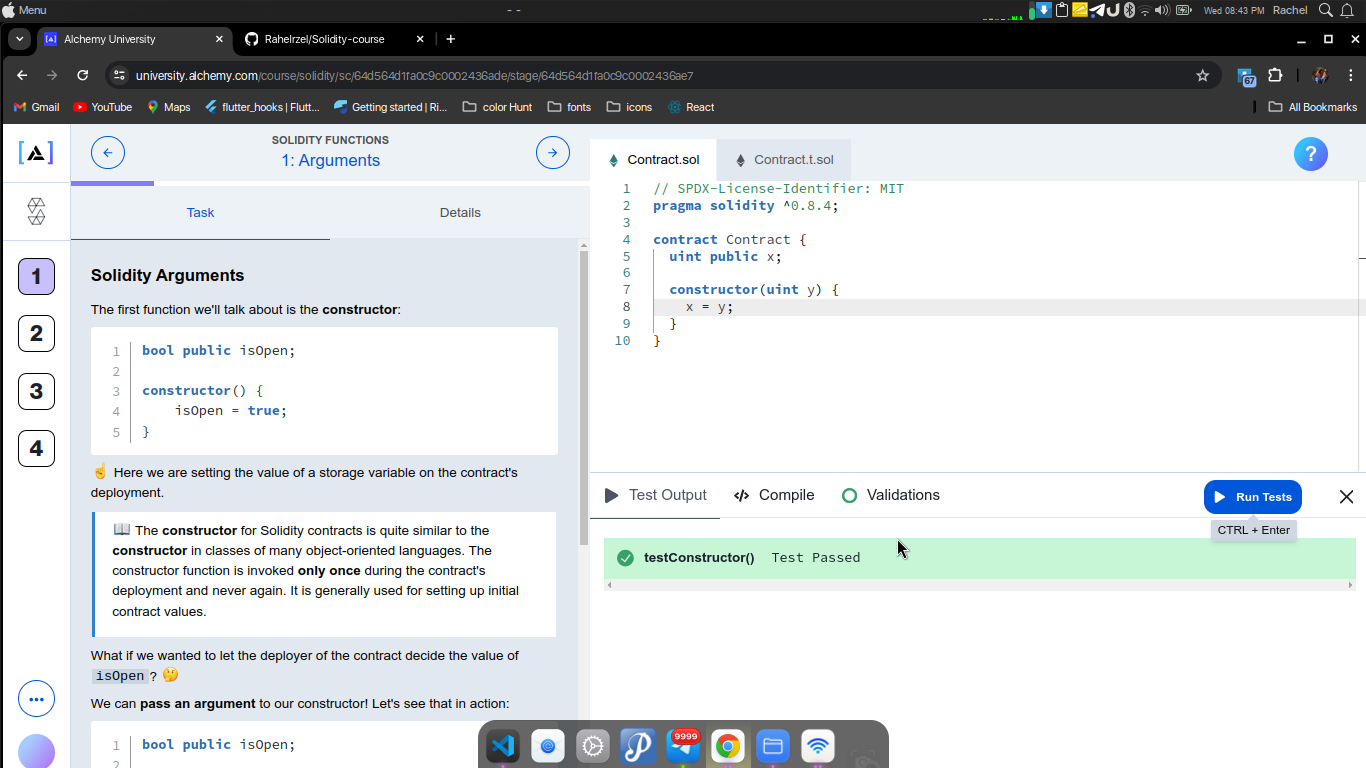 Menu
- -
Wed 08:43 PM Rachel
Alchemy University
Rahelrzel/Solidity-course
university.alchemy.com/course/solidity/sc/64d564d1fa0c9c0002436ade/stage/64d564d1fa0c9c0002436ae7
67
Gmail
YouTube
Maps
flutter_hooks | Flutt...
Getting started | Ri...
color Hunt
fonts
icons
React
All Bookmarks
SOLIDITY FUNCTIONS
1: Arguments
Task
Details
1
2
3
4
Solidity Arguments
The first function we'll talk about is the constructor:
1 bool public isOpen;
2
3 constructor() {
4 isOpen = true;
5 }
☝ Here we are setting the value of a storage variable on the contract's
deployment.
📖 The constructor for Solidity contracts is quite similar to the
constructor in classes of many object-oriented languages. The
constructor function is invoked only once during the contract's
deployment and never again. It is generally used for setting up initial
contract values.
What if we wanted to let the deployer of the contract decide the value of
isOpen? 🤔
We can pass an argument to our constructor! Let's see that in action:
1 bool public isOpen;
2
Contract.sol
Contract.t.sol
?
1 // SPDX-License-Identifier: MIT
2 pragma solidity ^0.8.4;
3
4 contract Contract {
5 uint public x;
6
7 constructor(uint y) {
8 x = y;
9 }
10 }
Test Output
</> Compile
Validations
Run Tests
CTRL + Enter
testConstructor() Test Passed
9999